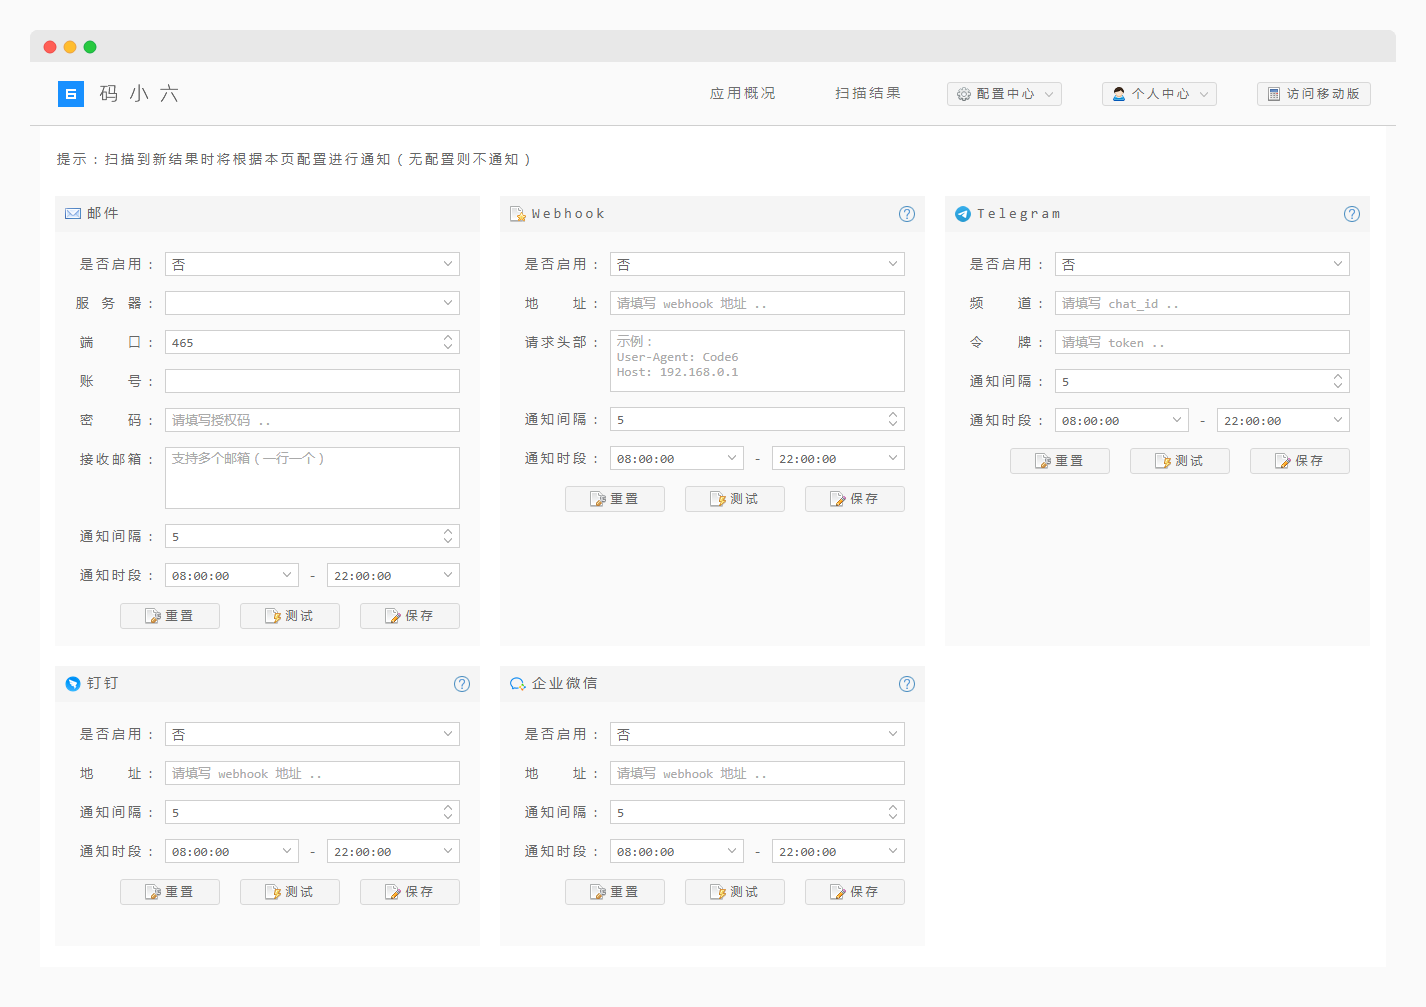 6 码小六
应用概况 扫描结果 配置中心 个人中心 访问移动版
提示：扫描到新结果时将根据本页配置进行通知（无配置则不通知）
邮件
是否启用： 否
服务器：
端口： 465
账号：
密码： 请填写授权码 ..
接收邮箱： 支持多个邮箱（一行一个）
通知间隔： 5
通知时段： 08:00:00 - 22:00:00
重置 测试 保存
Webhook ?
是否启用： 否
地址： 请填写 webhook 地址 ..
请求头部： 示例：
User-Agent: Code6
Host: 192.168.0.1
通知间隔： 5
通知时段： 08:00:00 - 22:00:00
重置 测试 保存
Telegram ?
是否启用： 否
频道： 请填写 chat_id ..
令牌： 请填写 token ..
通知间隔： 5
通知时段： 08:00:00 - 22:00:00
重置 测试 保存
钉钉 ?
是否启用： 否
地址： 请填写 webhook 地址 ..
通知间隔： 5
通知时段： 08:00:00 - 22:00:00
重置 测试 保存
企业微信 ?
是否启用： 否
地址： 请填写 webhook 地址 ..
通知间隔： 5
通知时段： 08:00:00 - 22:00:00
重置 测试 保存